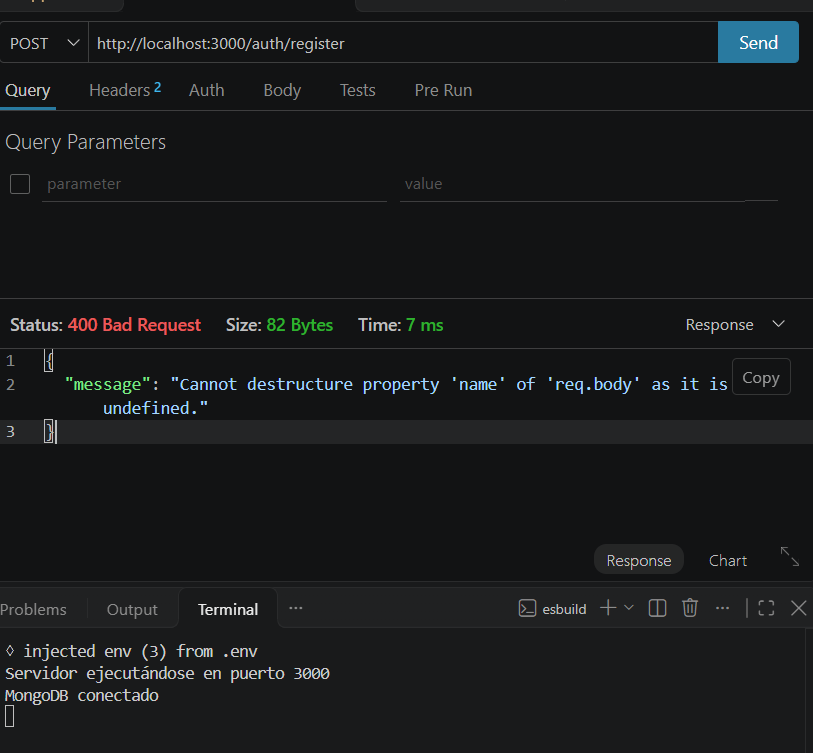 POST http://localhost:3000/auth/register Send
Query Headers 2 Auth Body Tests Pre Run
Query Parameters
parameter value
Status: 400 Bad Request Size: 82 Bytes Time: 7 ms Response
1 {
2 "message": "Cannot destructure property 'name' of 'req.body' as it is
undefined."
3 }
Copy
Response Chart
Problems Output Terminal ··· esbuild ···
◊ injected env (3) from .env
Servidor ejecutándose en puerto 3000
MongoDB conectado